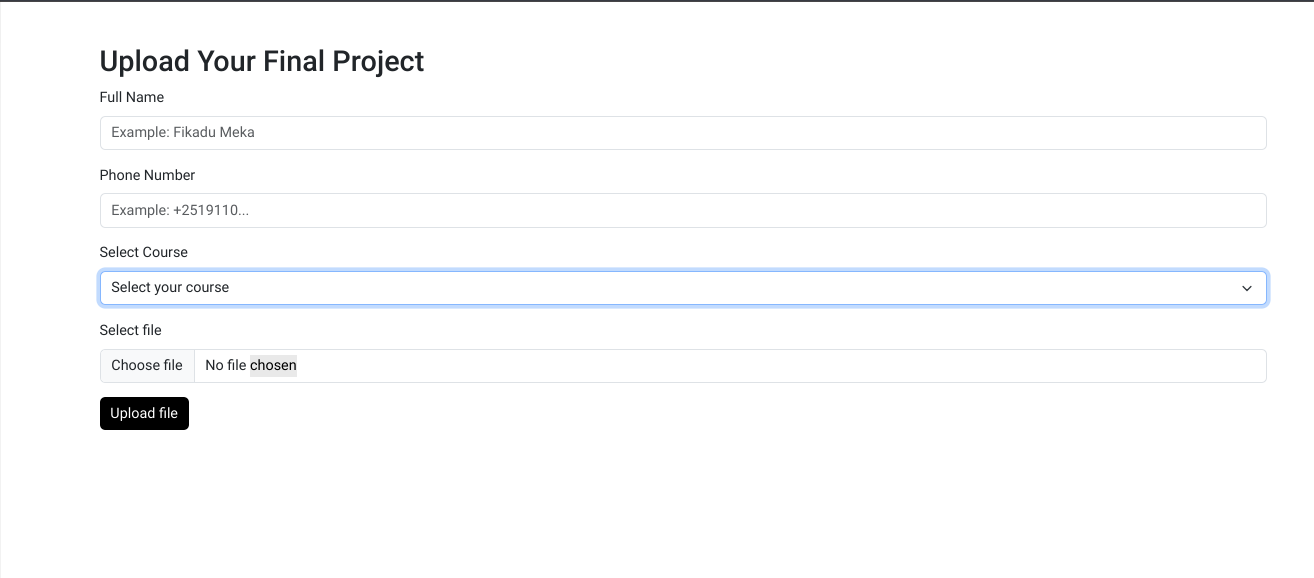 Upload Your Final Project
Full Name
Example: Fikadu Meka
Phone Number
Example: +2519110...
Select Course
Select your course
Select file
Choose file No file chosen
Upload file